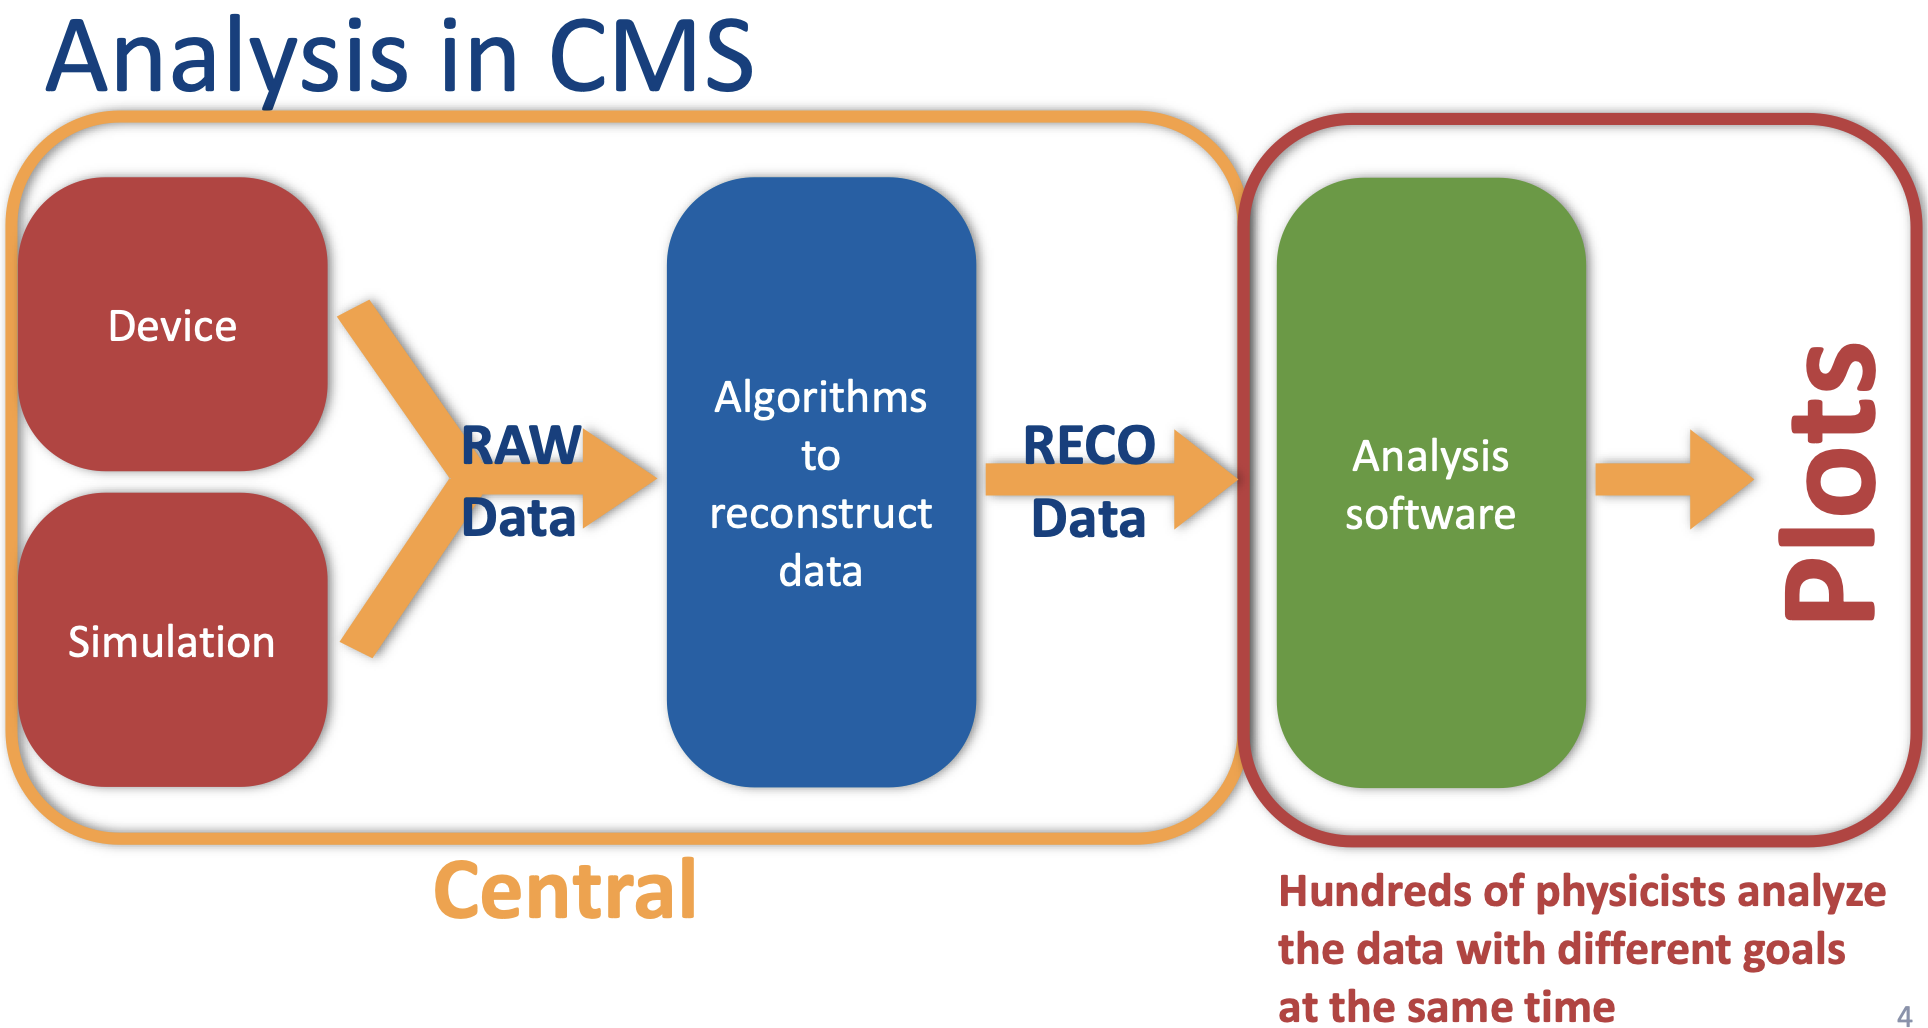 Analysis in CMS
Device
Simulation
RAW
Data
Algorithms
to
reconstruct
data
RECO
Data
Analysis
software
Plots
Central
Hundreds of physicists analyze
the data with different goals
at the same time
4